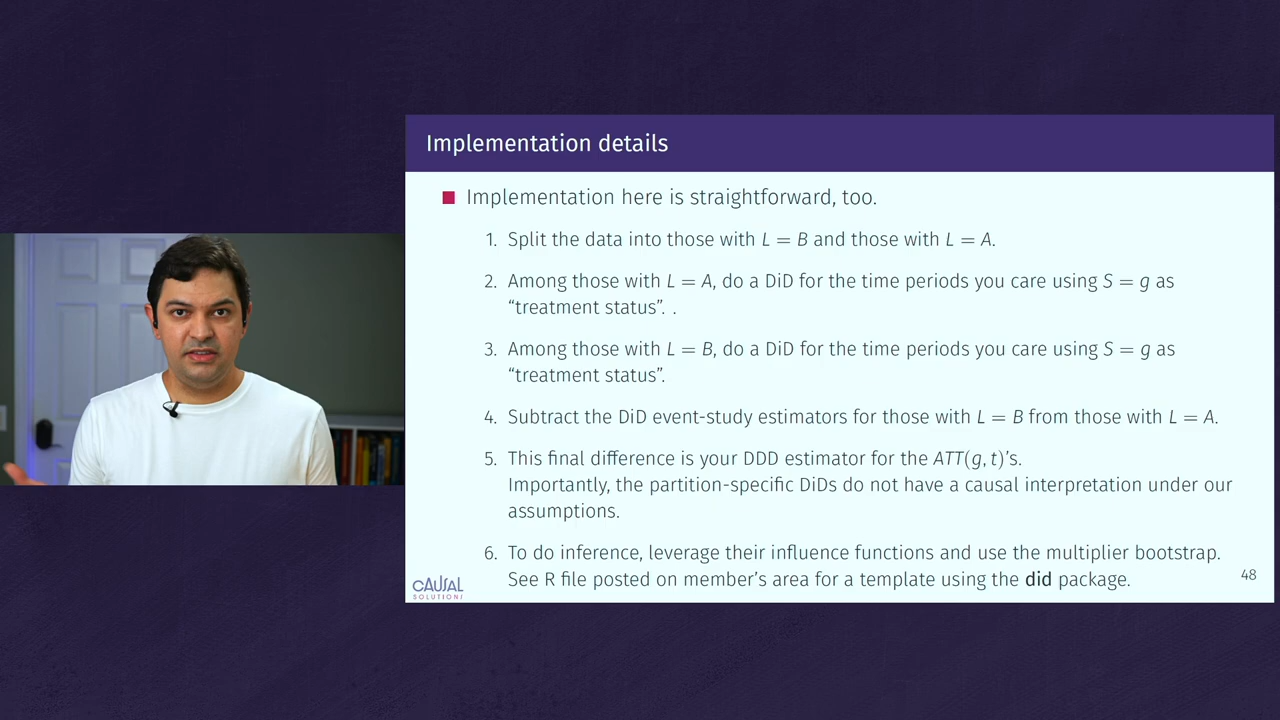 Implementation details
■ Implementation here is straightforward, too.
1. Split the data into those with L = B and those with L = A.
2. Among those with L = A, do a DiD for the time periods you care using S = g as
“treatment status”. .
3. Among those with L = B, do a DiD for the time periods you care using S = g as
“treatment status”.
4. Subtract the DiD event-study estimators for those with L = B from those with L = A.
5. This final difference is your DDD estimator for the ATT(g, t)’s.
Importantly, the partition-specific DiDs do not have a causal interpretation under our
assumptions.
6. To do inference, leverage their influence functions and use the multiplier bootstrap.
See R file posted on member’s area for a template using the did package.
48
CAUSAL
SOLUTIONS